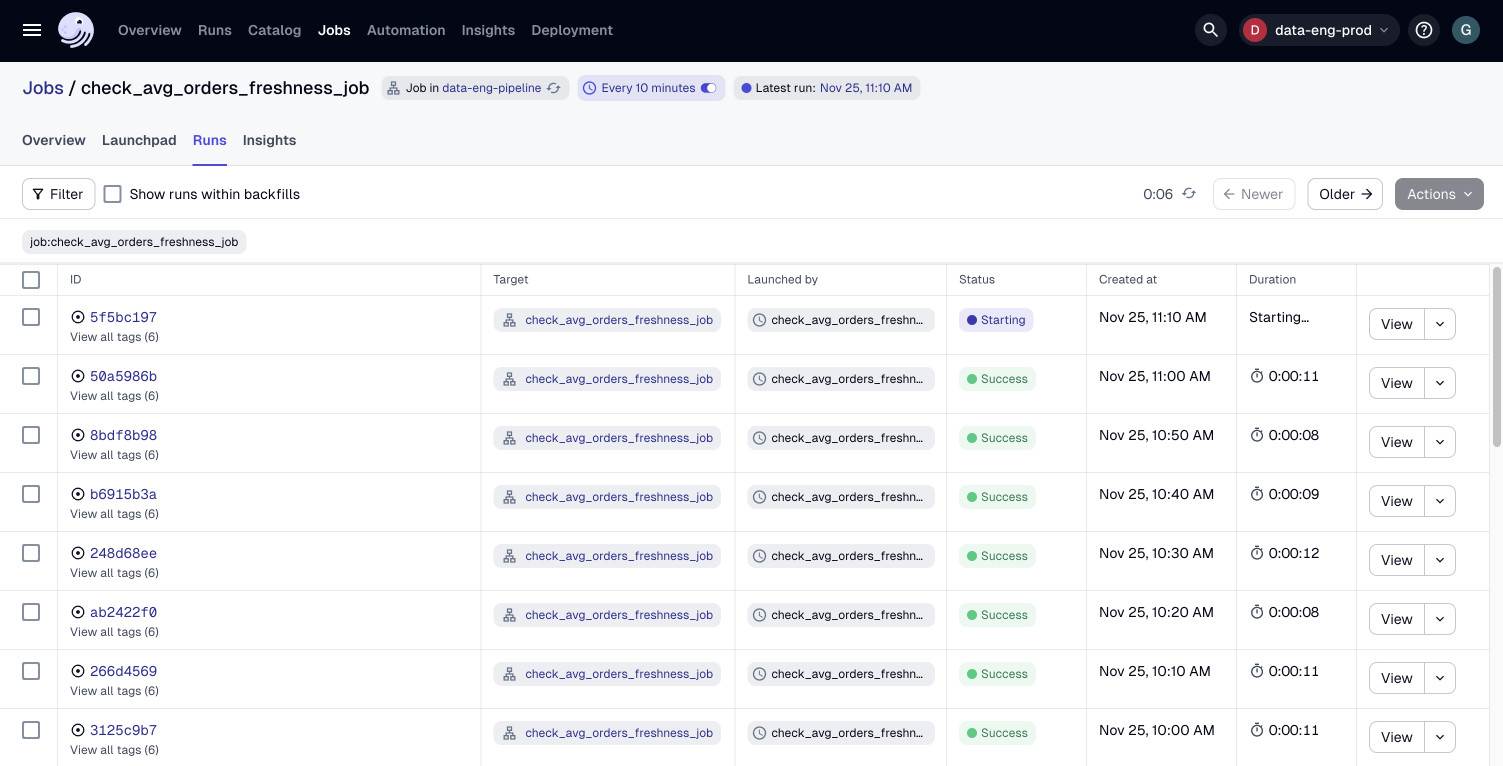 Overview Runs Catalog Jobs Automation Insights Deployment D data-eng-prod G
Jobs / check_avg_orders_freshness_job Job in data-eng-pipeline Every 10 minutes Latest run: Nov 25, 11:10 AM
Overview Launchpad Runs Insights
Filter Show runs within backfills 0:06 Newer Older Actions
job:check_avg_orders_freshness_job
ID Target Launched by Status Created at Duration
5f5bc197 check_avg_orders_freshness_job check_avg_orders_freshn... Starting Nov 25, 11:10 AM Starting... View
View all tags (6)
50a5986b check_avg_orders_freshness_job check_avg_orders_freshn... Success Nov 25, 11:00 AM 0:00:11 View
View all tags (6)
8bdf8b98 check_avg_orders_freshness_job check_avg_orders_freshn... Success Nov 25, 10:50 AM 0:00:08 View
View all tags (6)
b6915b3a check_avg_orders_freshness_job check_avg_orders_freshn... Success Nov 25, 10:40 AM 0:00:09 View
View all tags (6)
248d68ee check_avg_orders_freshness_job check_avg_orders_freshn... Success Nov 25, 10:30 AM 0:00:12 View
View all tags (6)
ab2422f0 check_avg_orders_freshness_job check_avg_orders_freshn... Success Nov 25, 10:20 AM 0:00:08 View
View all tags (6)
266d4569 check_avg_orders_freshness_job check_avg_orders_freshn... Success Nov 25, 10:10 AM 0:00:11 View
View all tags (6)
3125c9b7 check_avg_orders_freshness_job check_avg_orders_freshn... Success Nov 25, 10:00 AM 0:00:11 View
View all tags (6)